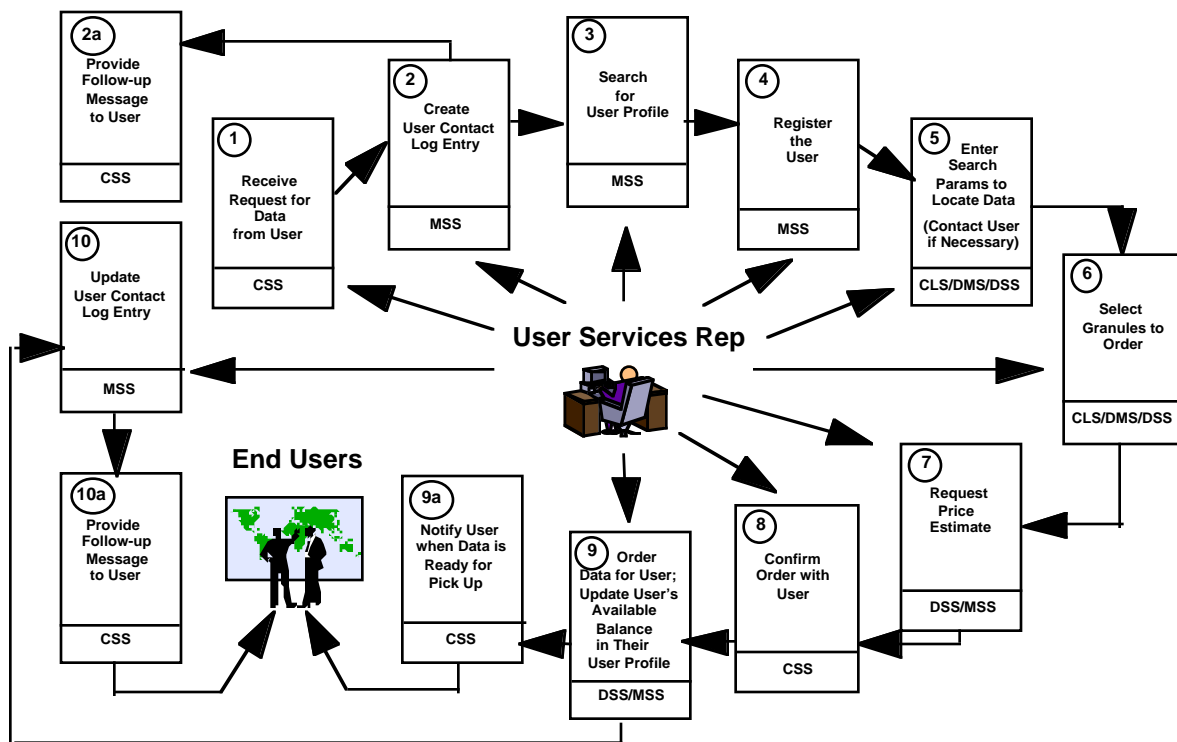 2a
Provide
Follow-up
Message
to User
CSS
1
Receive
Request for
Data
from User
CSS
2
Create
User Contact
Log Entry
MSS
3
Search
for
User Profile
MSS
4
Register
the
User
MSS
5
Enter
Search
Params to
Locate Data
(Contact User
if Necessary)
CLS/DMS/DSS
6
Select
Granules to
Order
CLS/DMS/DSS
User Services Rep
10
Update
User Contact
Log Entry
MSS
End Users
10a
Provide
Follow-up
Message
to User
CSS
9a
Notify User
when Data is
Ready for
Pick Up
CSS
9
Order
Data for User;
Update User's
Available
Balance
in Their
User Profile
DSS/MSS
8
Confirm
Order with
User
CSS
7
Request
Price
Estimate
DSS/MSS